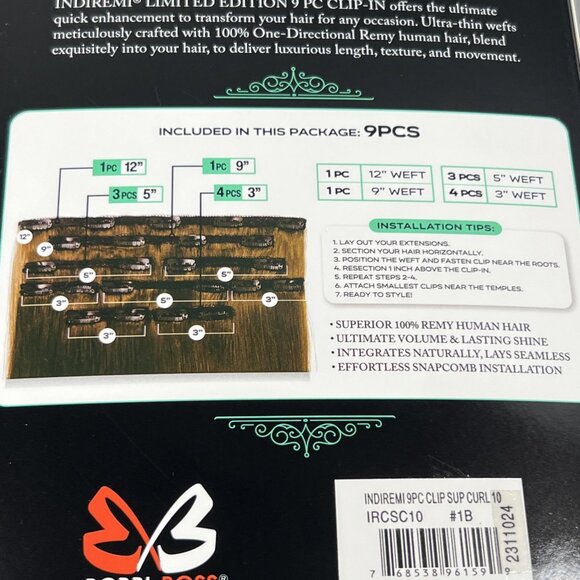 INDIREMI® LIMITED EDITION 9 PC CLIP-IN offers the ultimate
quick enhancement to transform your hair for any occasion. Ultra-thin wefts
meticulously crafted with 100% One-Directional Remy human hair, blend
exquisitely into your hair, to deliver luxurious length, texture, and movement.
INCLUDED IN THIS PACKAGE: 9PCS
1PC 12"
1PC 9"
3PCS 5"
4PCS 3"
12"
9"
5"
5"
3"
5"
3"
3"
3"
1 PC 12" WEFT
1 PC 9" WEFT
3 PCS 5" WEFT
4 PCS 3" WEFT
INSTALLATION TIPS:
1. LAY OUT YOUR EXTENSIONS.
2. SECTION YOUR HAIR HORIZONTALLY.
3. POSITION THE WEFT AND FASTEN CLIP NEAR THE ROOTS.
4. RESECTION 1 INCH ABOVE THE CLIP-IN.
5. REPEAT STEPS 2-4.
6. ATTACH SMALLEST CLIPS NEAR THE TEMPLES.
7. READY TO STYLE!
• SUPERIOR 100% REMY HUMAN HAIR
• ULTIMATE VOLUME & LASTING SHINE
• INTEGRATES NATURALLY, LAYS SEAMLESS
• EFFORTLESS SNAPCOMB INSTALLATION
BOBBI BOSS®
INDIREMI 9PC CLIP SUP CURL 10
IRCSC10 #1B
7 68538 96159 9
2311024